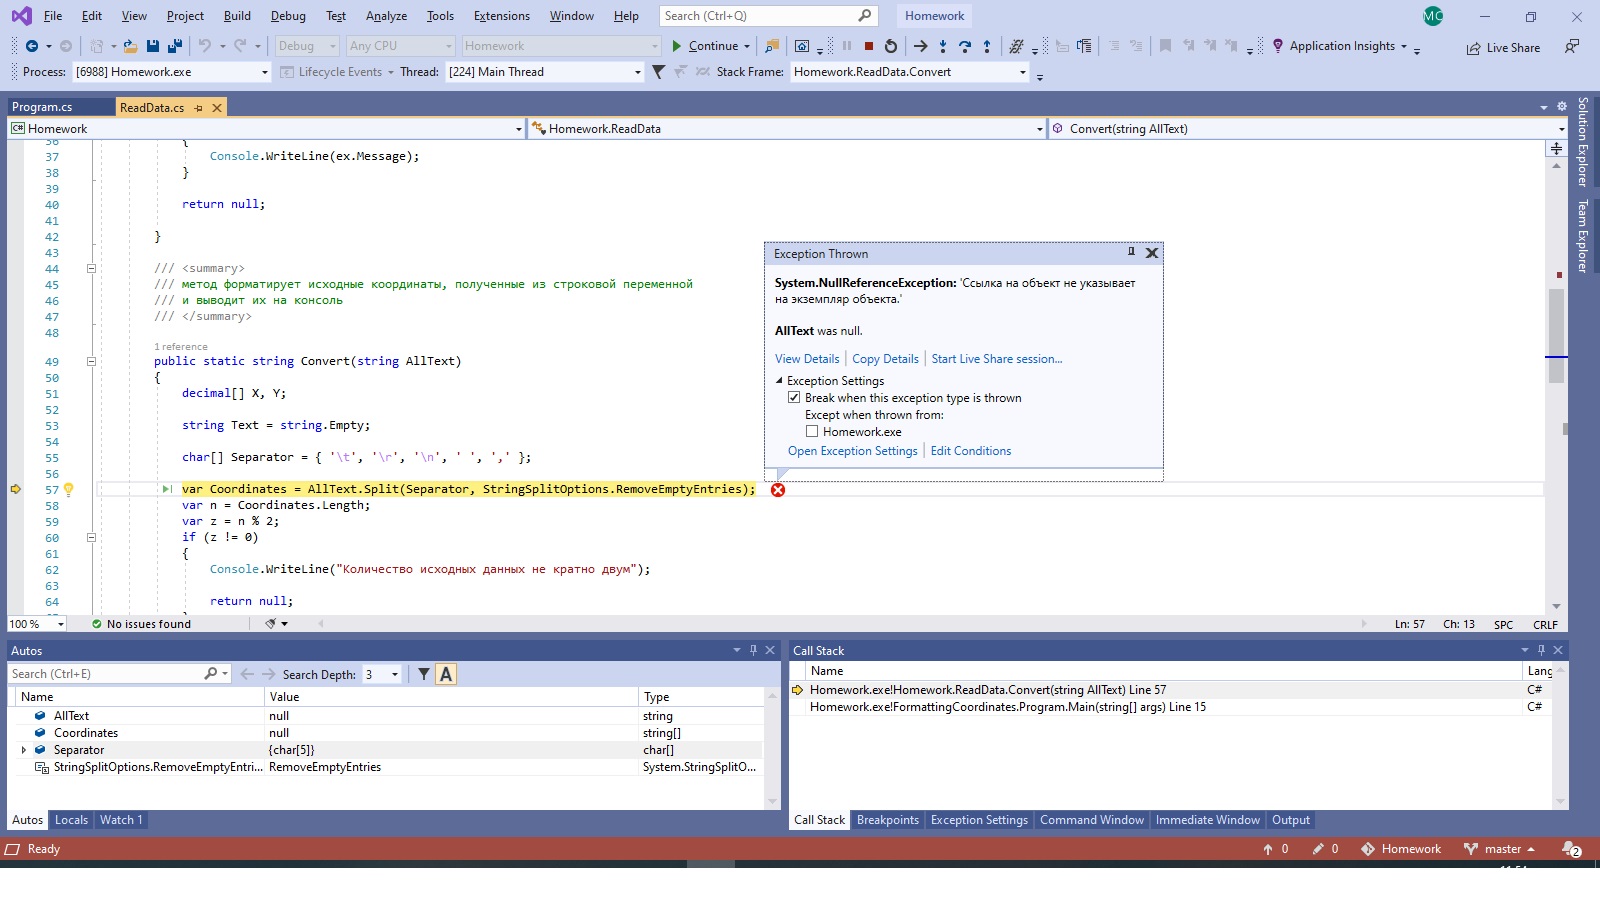 File Edit View Project Build Debug Test Analyze Tools Extensions Window Help Search (Ctrl+Q) Homework MC
Debug Any CPU Homework Continue Application Insights Live Share
Process: [6988] Homework.exe Lifecycle Events Thread: [224] Main Thread Stack Frame: Homework.ReadData.Convert
Program.cs ReadData.cs
Homework Homework.ReadData Convert(string AllText)
Solution Explorer
Team Explorer
36 {
37 Console.WriteLine(ex.Message);
38 }
39
40 return null;
41
42 }
43
44 /// <summary>
45 /// метод форматирует исходные координаты, полученные из строковой переменной
46 /// и выводит их на консоль
47 /// </summary>
48
1 reference
49 public static string Convert(string AllText)
50 {
51 decimal[] X, Y;
52
53 string Text = string.Empty;
54
55 char[] Separator = { '\t', '\r', '\n', ' ', ',' };
56
57 var Coordinates = AllText.Split(Separator, StringSplitOptions.RemoveEmptyEntries);
58 var n = Coordinates.Length;
59 var z = n % 2;
60 if (z != 0)
61 {
62 Console.WriteLine("Количество исходных данных не кратно двум");
63
64 return null;
Exception Thrown
System.NullReferenceException: 'Ссылка на объект не указывает
на экземпляр объекта.'
AllText was null.
View Details Copy Details Start Live Share session...
Exception Settings
Break when this exception type is thrown
Except when thrown from:
Homework.exe
Open Exception Settings Edit Conditions
100 % No issues found Ln: 57 Ch: 13 SPC CRLF
Autos
Search (Ctrl+E) Search Depth: 3 A
Name Value Type
AllText null string
Coordinates null string[]
Separator {char[5]} char[]
StringSplitOptions.RemoveEmptyEntri... RemoveEmptyEntries System.StringSplitO...
Autos Locals Watch 1
Call Stack
Name Lang
Homework.exe!Homework.ReadData.Convert(string AllText) Line 57 C#
Homework.exe!FormattingCoordinates.Program.Main(string[] args) Line 15 C#
Call Stack Breakpoints Exception Settings Command Window Immediate Window Output
Ready 0 0 Homework master 2